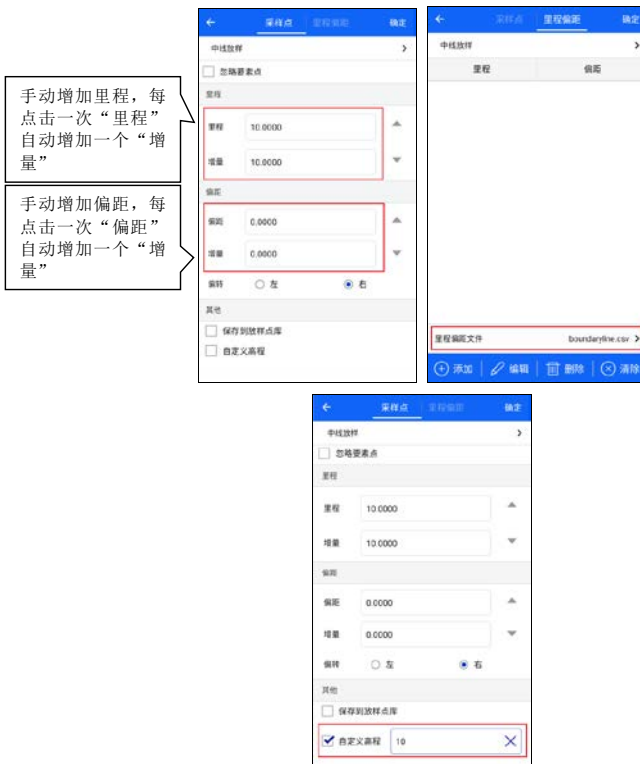 手动增加里程，每
点击一次“里程”
自动增加一个“增
量”
手动增加偏距，每
点击一次“偏距”
自动增加一个“增
量”
采样点 里程偏距 确定
中线放样
忽略要素点
里程
里程 10.0000
增量 10.0000
偏距
偏距 0.0000
增量 0.0000
偏转 左 右
其他
保存到放样点库
自定义高程
采样点 里程偏距 确定
中线放样
里程 偏距
里程偏距文件 boundaryline.csv
添加 编辑 删除 清除
采样点 里程偏距 确定
中线放样
忽略要素点
里程
里程 10.0000
增量 10.0000
偏距
偏距 0.0000
增量 0.0000
偏转 左 右
其他
保存到放样点库
自定义高程 10